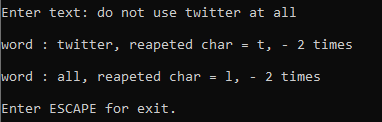 Enter text: do not use twitter at all
word : twitter, reapeted char = t, - 2 times
word : all, reapeted char = l, - 2 times
Enter ESCAPE for exit.